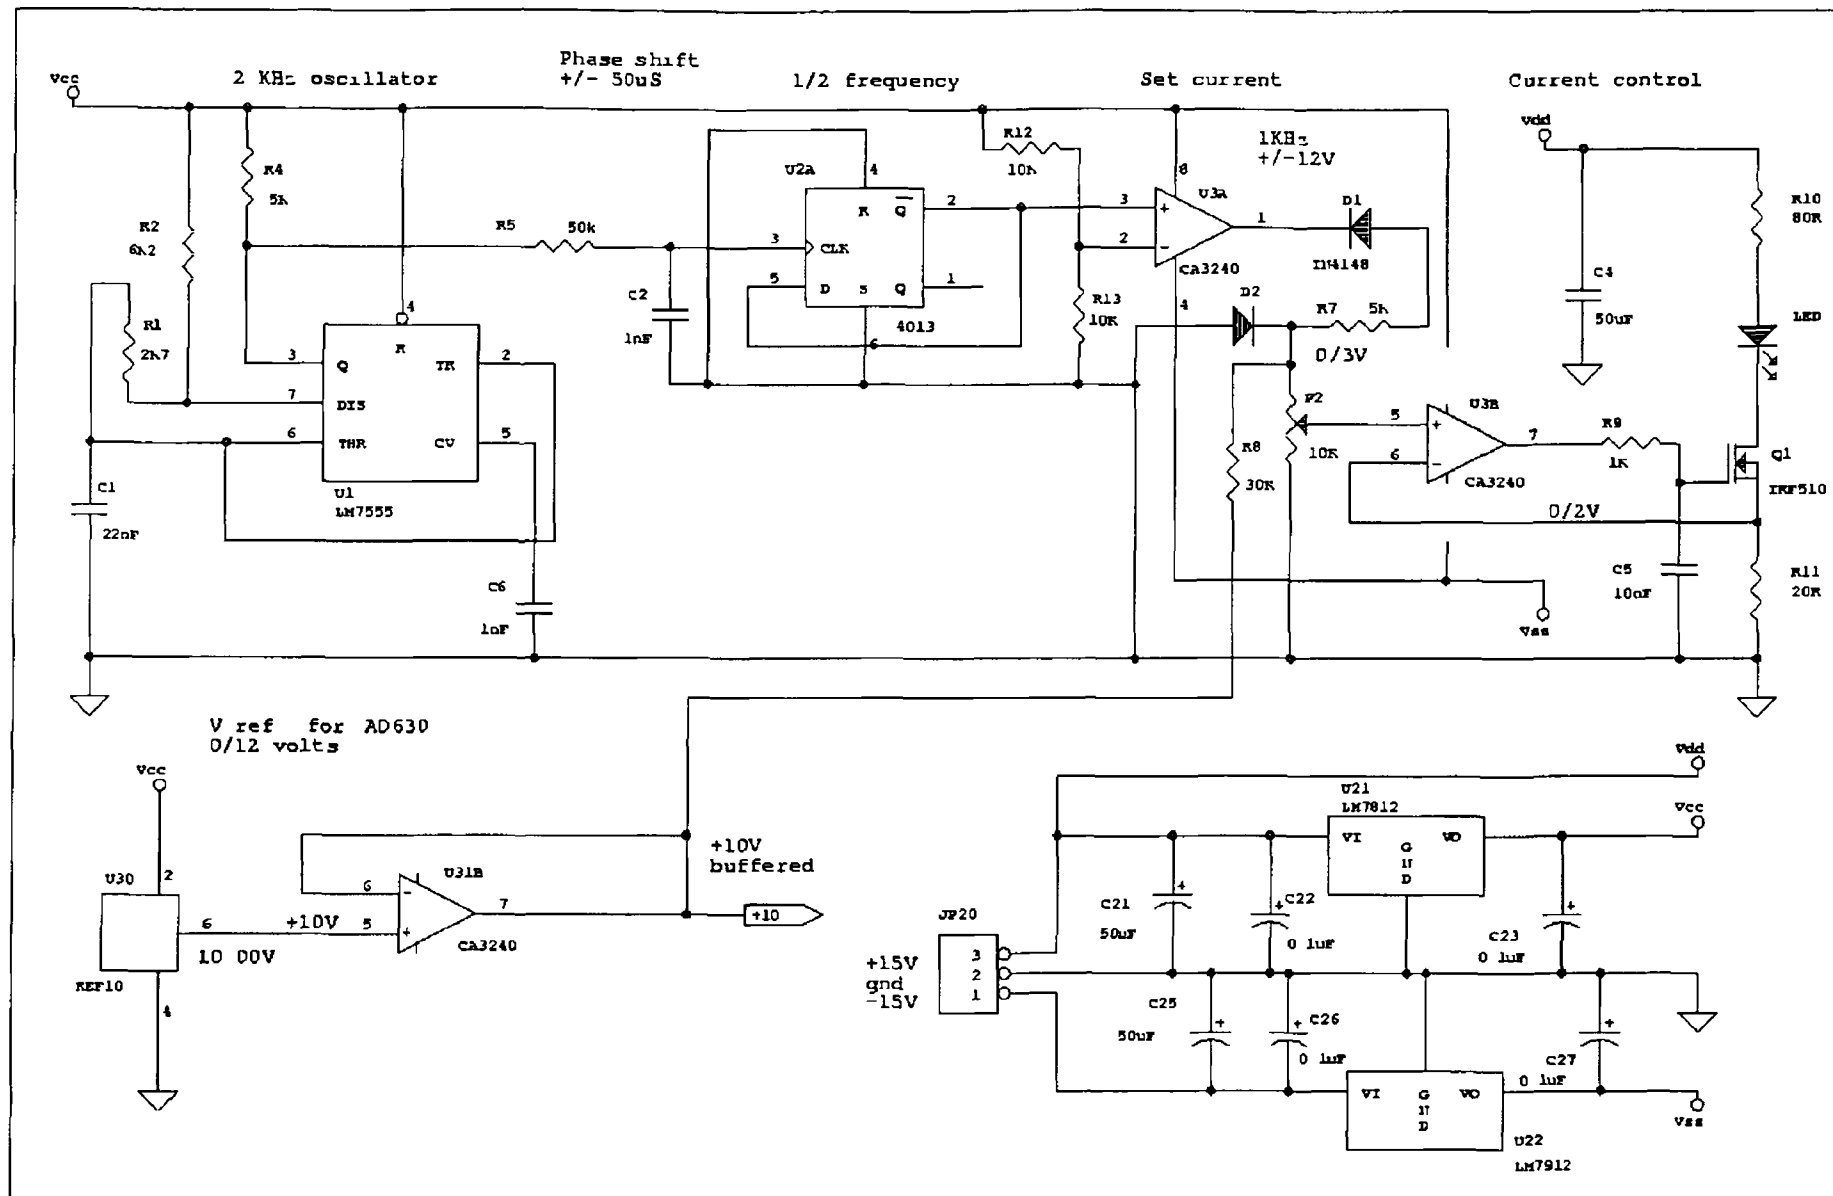 Vcc
2 KHz oscillator
Phase shift
+/- 50uS
1/2 frequency
Set current
Current control
Vdd
R4
5K
R2
6K2
R1
2K7
R5
50k
C2
1nF
U2A
4
R
Q
2
3
CLK
5
D
S
Q
1
4013
6
R12
10K
R13
10K
8
U3A
3
+
2
-
1
CA3240
4
1KHz
+/-12V
D1
IN4148
D2
R7
5K
0/3V
C4
50uF
R10
80R
LED
4
R
3
Q
TR
2
7
DIS
6
THR
CV
5
U1
LM7555
C1
22nF
C6
1nF
R8
30K
P2
10K
U3B
5
+
6
-
7
CA3240
R9
1K
Q1
IRF510
0/2V
C5
10nF
R11
20R
Vss
V ref for AD630
0/12 volts
Vcc
2
U30
6
+10V
10 00V
REF10
4
U31B
6
-
5
+
7
CA3240
+10V
buffered
+10
Vdd
U21
LM7812
Vcc
VI
G
N
D
VO
C21
+
50uF
C22
+
0 1uF
C23
+
0 1uF
JP20
+15V
gnd
-15V
3
2
1
C25
+
50uF
C26
+
0 1uF
C27
+
0 1uF
VI
G
N
D
VO
Vss
U22
LM7912